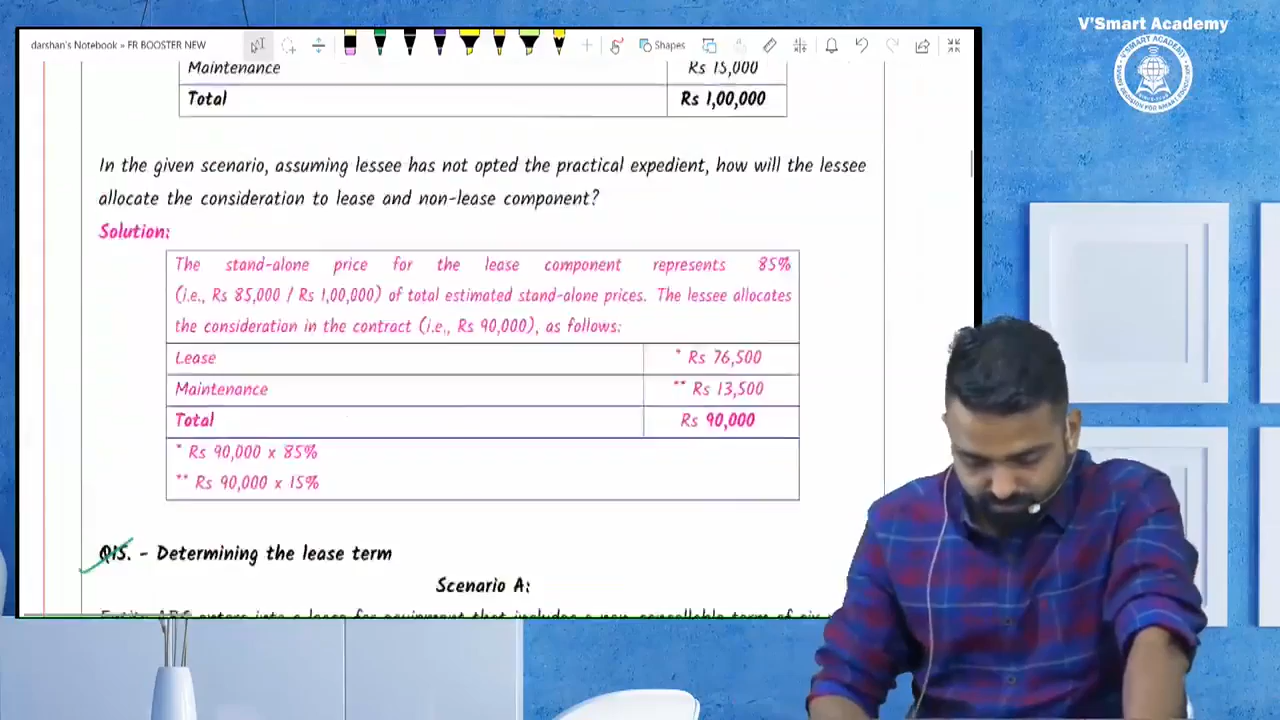 V'Smart Academy
darshan's Notebook » FR BOOSTER NEW
Shapes
Maintenance Rs 15,000
Total Rs 1,00,000
In the given scenario, assuming lessee has not opted the practical expedient, how will the lessee
allocate the consideration to lease and non-lease component?
Solution:
The stand-alone price for the lease component represents 85%
(i.e., Rs 85,000 / Rs 1,00,000) of total estimated stand-alone prices. The lessee allocates
the consideration in the contract (i.e., Rs 90,000), as follows:
Lease * Rs 76,500
Maintenance ** Rs 13,500
Total Rs 90,000
* Rs 90,000 x 85%
** Rs 90,000 x 15%
Q15. - Determining the lease term
Scenario A: